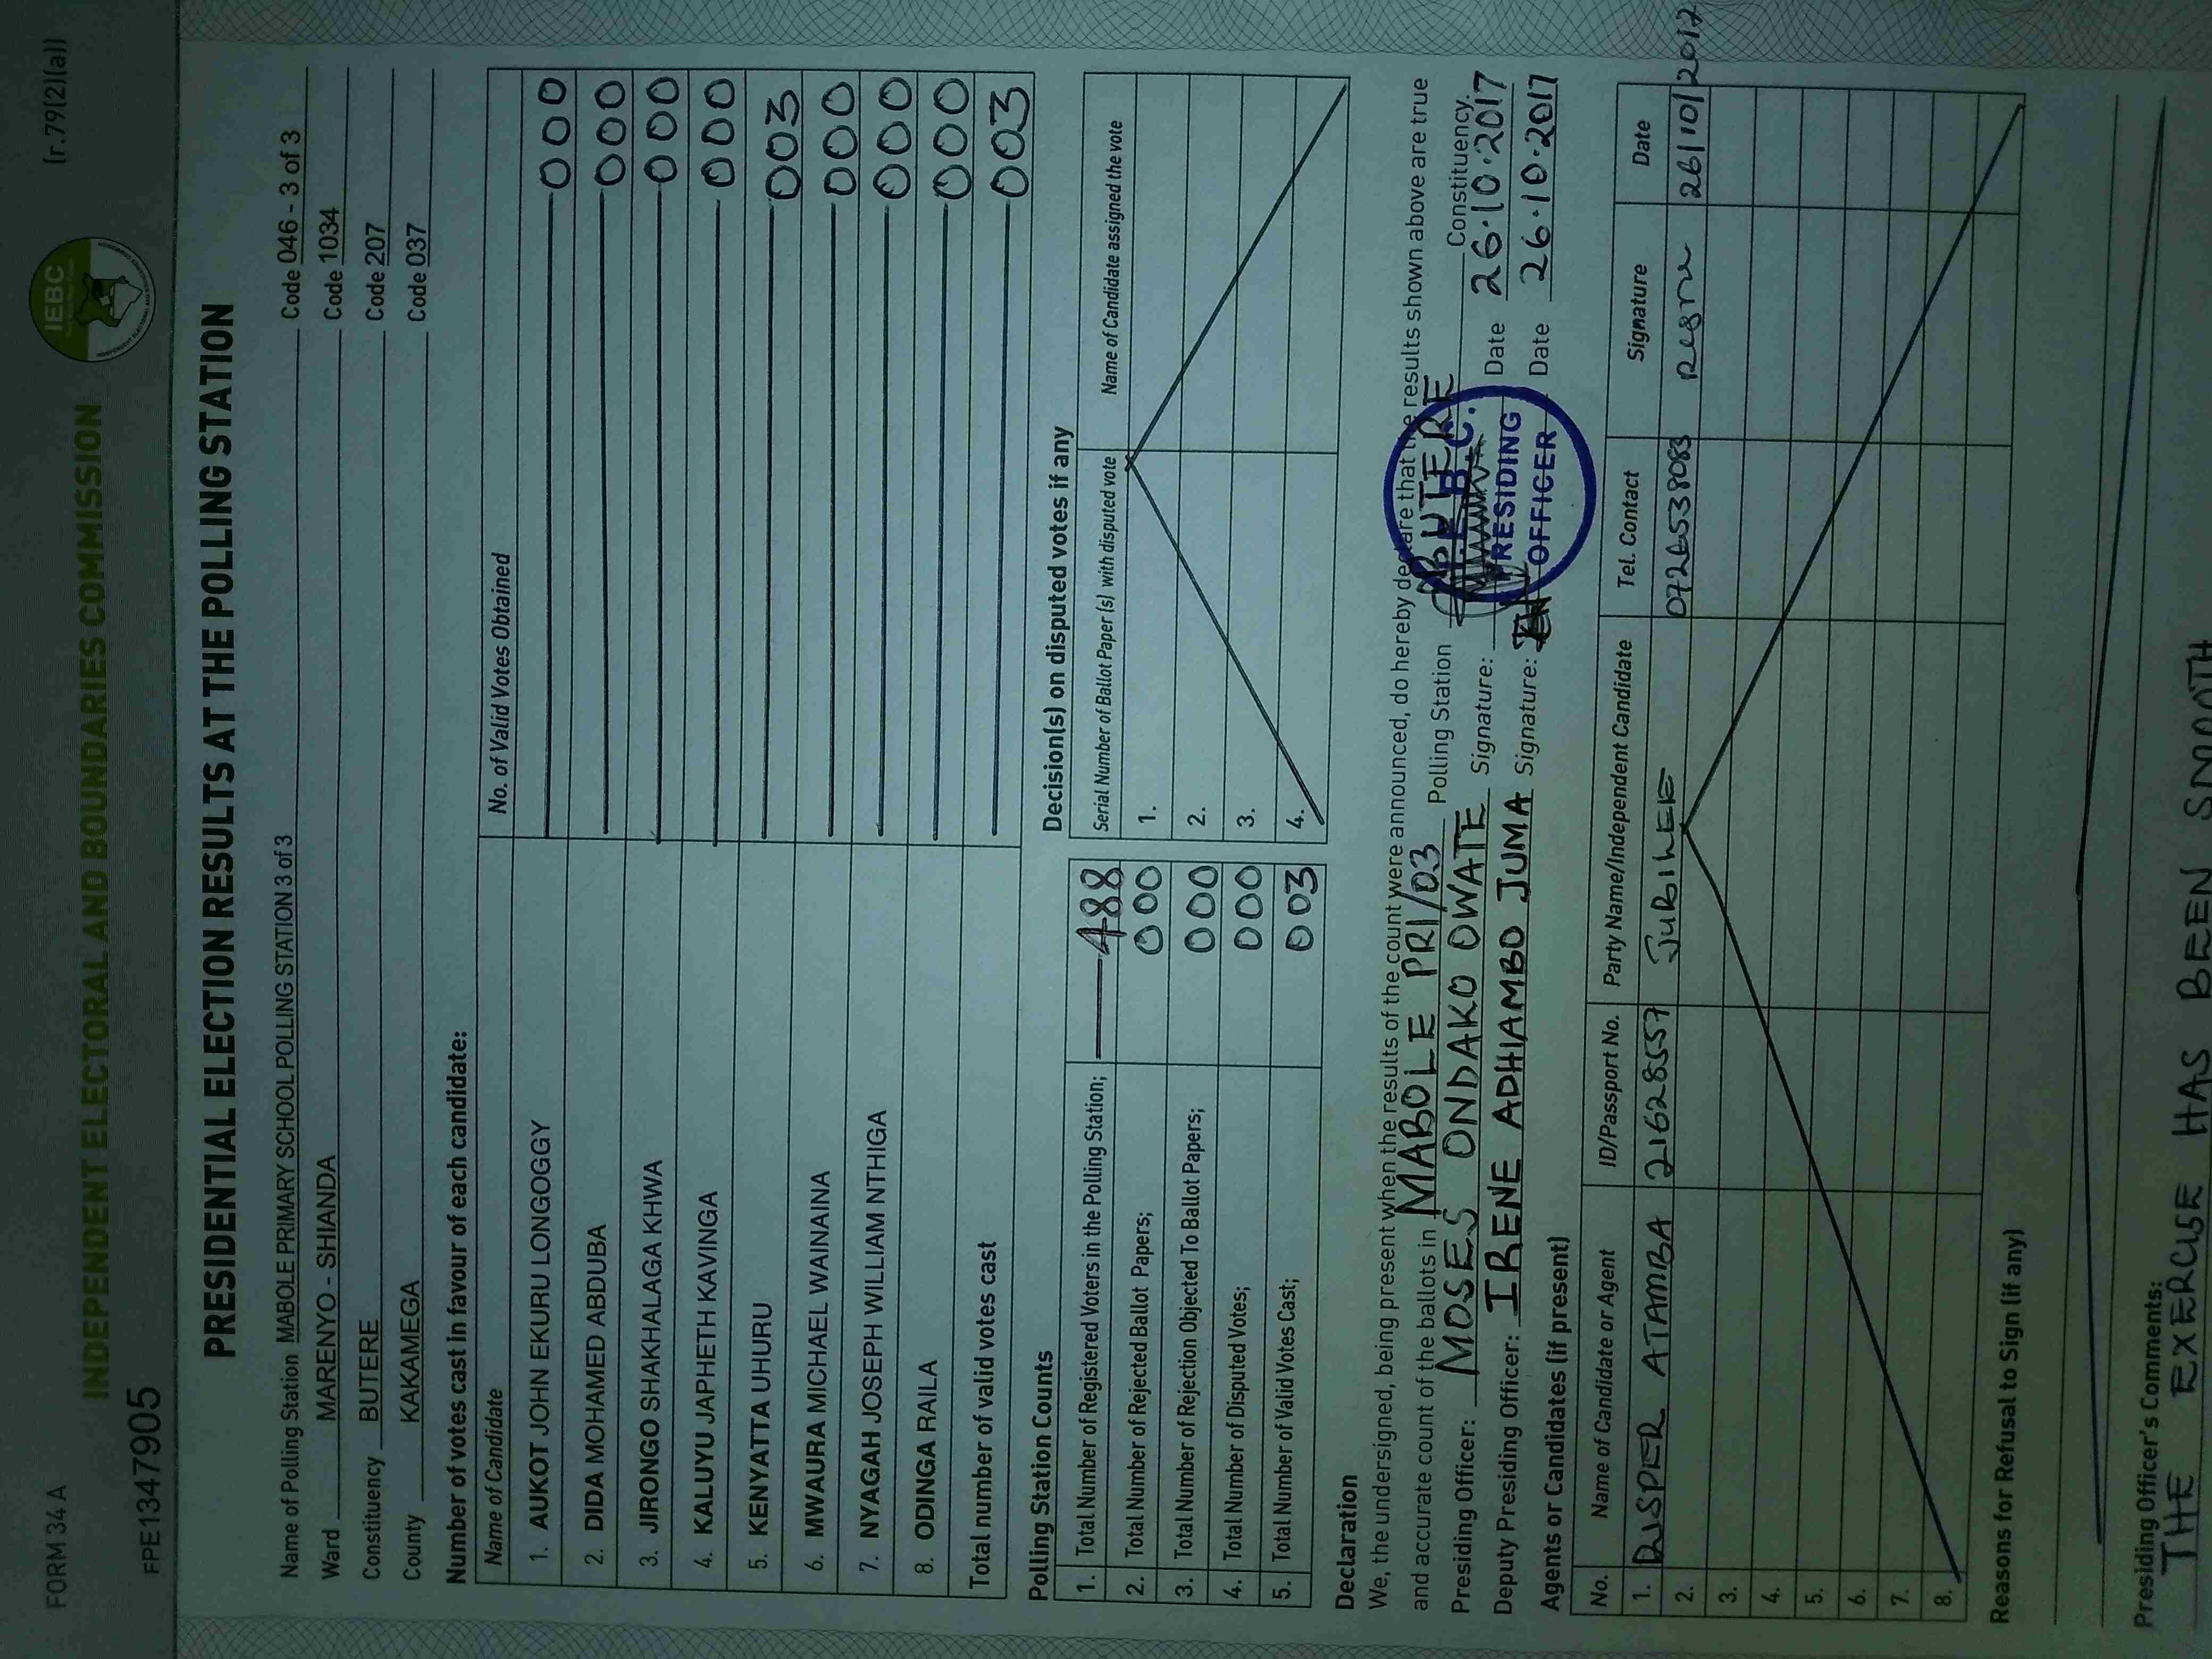 FORM 34 A
(r.79(2)(a))
INDEPENDENT ELECTORAL AND BOUNDARIES COMMISSION
IEBC
FPE1347905
PRESIDENTIAL ELECTION RESULTS AT THE POLLING STATION
Name of Polling Station MABOLE PRIMARY SCHOOL POLLING STATION 3 of 3 Code 046 - 3 of 3
Ward MARENYO - SHIANDA Code 1034
Constituency BUTERE Code 207
County KAKAMEGA Code 037
Number of votes cast in favour of each candidate:
Name of Candidate No. of Valid Votes Obtained
1. AUKOT JOHN EKURU LONGOGGY 000
2. DIDA MOHAMED ABDUBA 000
3. JIRONGO SHAKHALAGA KHWA 000
4. KALUYU JAPHETH KAVINGA 000
5. KENYATTA UHURU 003
6. MWAURA MICHAEL WAINAINA 000
7. NYAGAH JOSEPH WILLIAM NTHIGA 000
8. ODINGA RAILA 000
Total number of valid votes cast 003
Polling Station Counts
1. Total Number of Registered Voters in the Polling Station; 488
2. Total Number of Rejected Ballot Papers; 000
3. Total Number of Rejection Objected To Ballot Papers; 000
4. Total Number of Disputed Votes; 000
5. Total Number of Valid Votes Cast; 003
Decision(s) on disputed votes if any
Serial Number of Ballot Paper (s) with disputed vote Name of Candidate assigned the vote
1.
2.
3.
4.
Declaration
We, the undersigned, being present when the results of the count were announced, do hereby declare that the results shown above are true
and accurate count of the ballots in MABOLE PRI/03 Polling Station BUTERE Constituency.
Presiding Officer: MOSES ONDAKO OWATE Signature: Date 26.10.2017
Deputy Presiding Officer: IRENE ADHIAMBO JUMA Signature: Date 26.10.2017
PRESIDING
OFFICER
Agents or Candidates (if present)
No. Name of Candidate or Agent ID/Passport No. Party Name/Independent Candidate Tel. Contact Signature Date
1. ATAMBA 21628557 JUBILEE 0726538083 26/10/2017
2.
3.
4.
5.
6.
7.
8.
Reasons for Refusal to Sign (if any)
Presiding Officer's Comments:
THE EXERCISE HAS BEEN SMOOTH